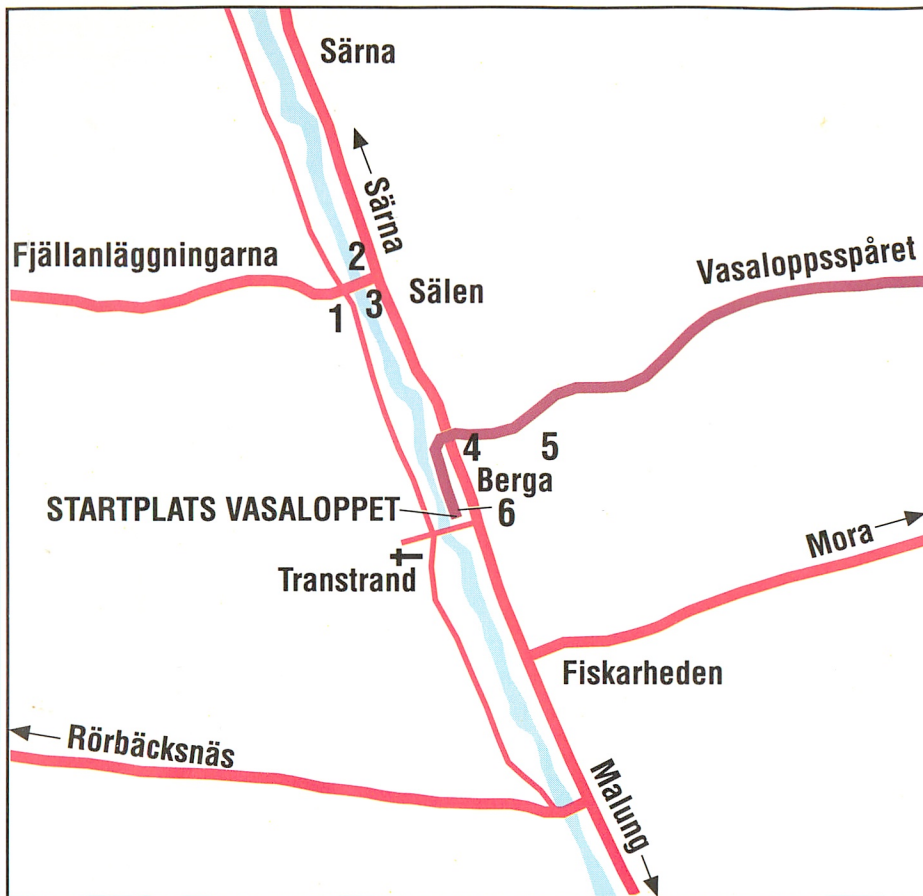 Särna
Särna
Fjällanläggningarna
2
Vasaloppsspåret
Sälen
1
3
4
5
Berga
STARTPLATS VASALOPPET
6
Mora
Transtrand
Fiskarheden
Rörbäcksnäs
Malung